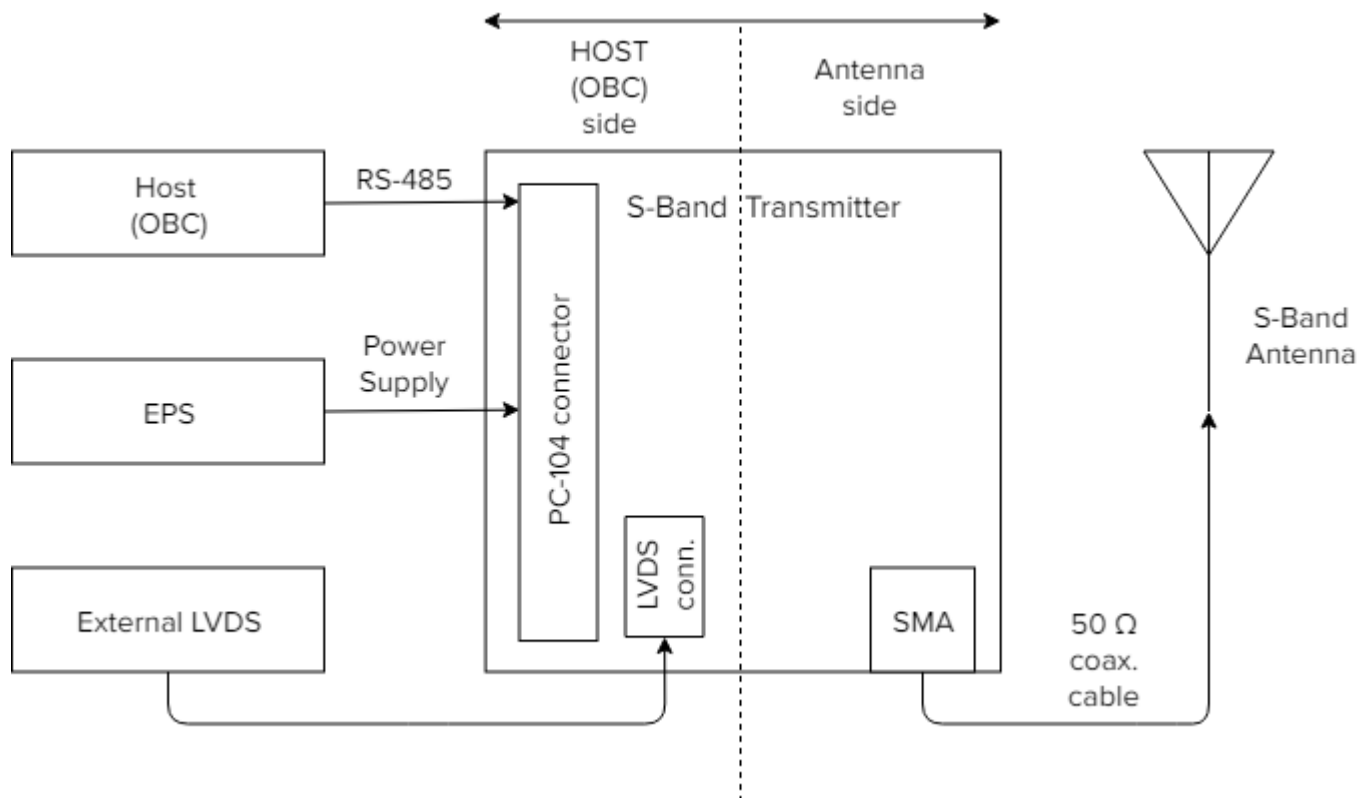 HOST
(OBC)
side
Antenna
side
Host
(OBC)
RS-485
S-Band Transmitter
PC-104 connector
Power
Supply
EPS
S-Band
Antenna
LVDS
conn.
External LVDS
SMA
50 Ω
coax.
cable